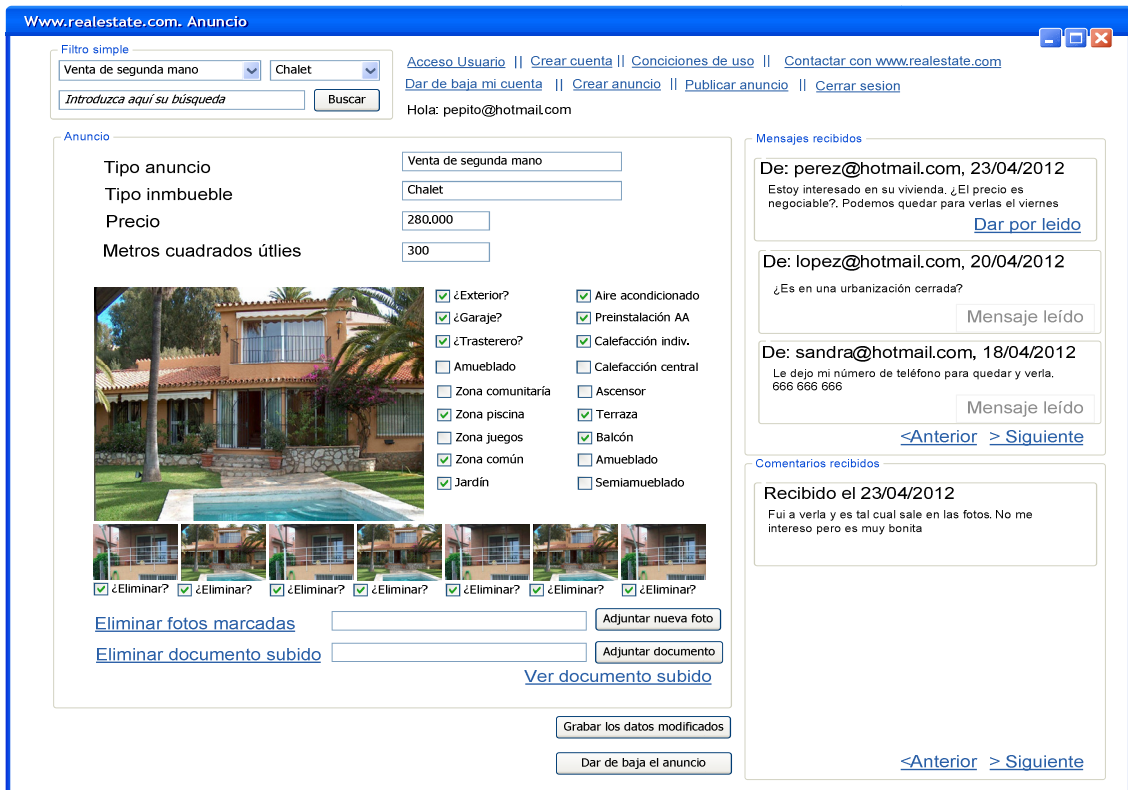 Www.realestate.com. Anuncio
Filtro simple
Venta de segunda mano
Chalet
Introduzca aquí su búsqueda
Buscar
Acceso Usuario || Crear cuenta || Conciciones de uso || Contactar con www.realestate.com
Dar de baja mi cuenta || Crear anuncio || Publicar anuncio || Cerrar sesion
Hola: pepito@hotmail.com
Anuncio
Tipo anuncio
Venta de segunda mano
Tipo inmbueble
Chalet
Precio
280.000
Metros cuadrados útlies
300
¿Exterior?
Aire acondicionado
¿Garaje?
Preinstalación AA
¿Trasterero?
Calefacción indiv.
Amueblado
Calefacción central
Zona comunitaría
Ascensor
Zona piscina
Terraza
Zona juegos
Balcón
Zona común
Amueblado
Jardín
Semiamueblado
¿Eliminar? ¿Eliminar? ¿Eliminar? ¿Eliminar? ¿Eliminar? ¿Eliminar? ¿Eliminar?
Eliminar fotos marcadas
Adjuntar nueva foto
Eliminar documento subido
Adjuntar documento
Ver documento subido
Grabar los datos modificados
Dar de baja el anuncio
Mensajes recibidos
De: perez@hotmail.com, 23/04/2012
Estoy interesado en su vivienda. ¿El precio es
negociable?. Podemos quedar para verlas el viernes
Dar por leido
De: lopez@hotmail.com, 20/04/2012
¿Es en una urbanización cerrada?
Mensaje leído
De: sandra@hotmail.com, 18/04/2012
Le dejo mi número de teléfono para quedar y verla.
666 666 666
Mensaje leído
<Anterior > Siguiente
Comentarios recibidos
Recibido el 23/04/2012
Fui a verla y es tal cual sale en las fotos. No me
intereso pero es muy bonita
<Anterior > Siguiente